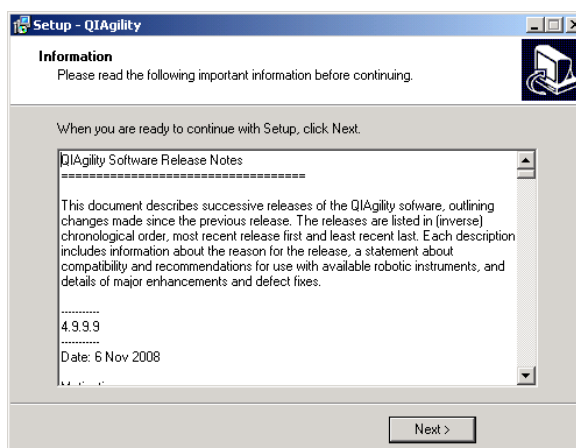 Setup - QIAgility
Information
Please read the following important information before continuing.
When you are ready to continue with Setup, click Next.
QIAgility Software Release Notes
===================================
This document describes successive releases of the QIAgility sofware, outlining
changes made since the previous release. The releases are listed in (inverse)
chronological order, most recent release first and least recent last. Each description
includes information about the reason for the release, a statement about
compatibility and recommendations for use with available robotic instruments, and
details of major enhancements and defect fixes.
----------
4.9.9.9
----------
Date: 6 Nov 2008
Next >